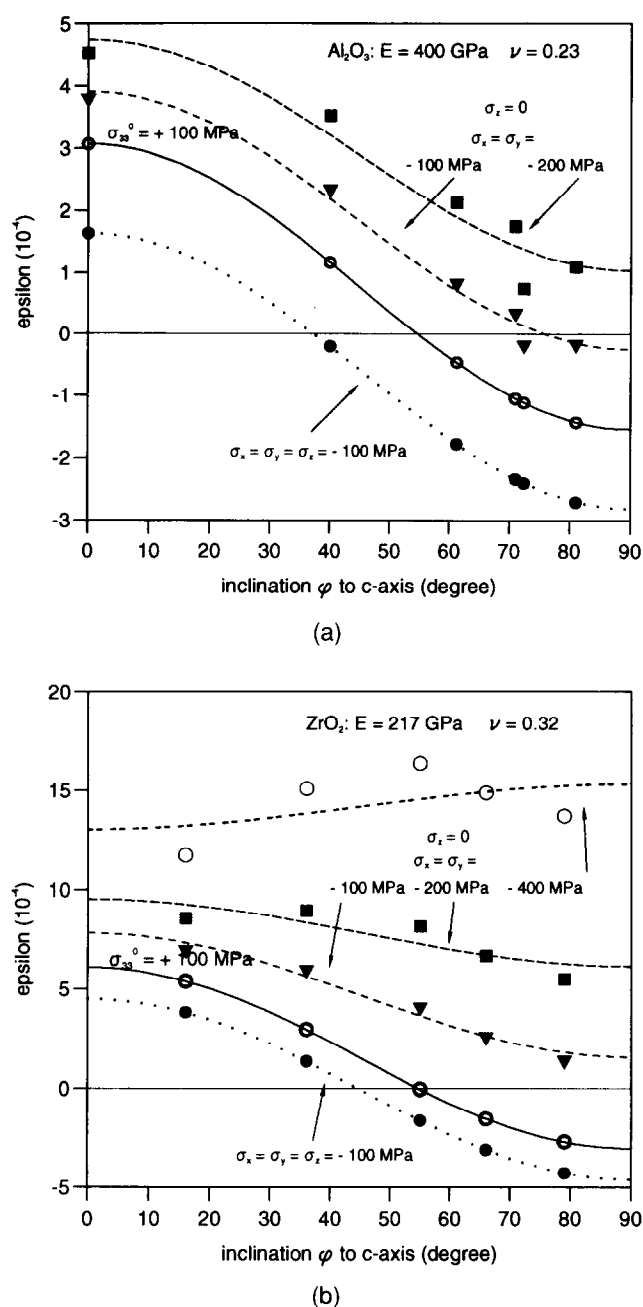 5
Al₂O₃: E = 400 GPa ν = 0.23
4
σz = 0
σx = σy =
σ₃₃⁰ = + 100 MPa
- 100 MPa
- 200 MPa
3
2
1
0
-1
σx = σy = σz = - 100 MPa
-2
-3
epsilon (10⁻⁴)
0 10 20 30 40 50 60 70 80 90
inclination φ to c-axis (degree)
(a)
20
ZrO₂: E = 217 GPa ν = 0.32
15
σz = 0
σx = σy =
10
- 100 MPa - 200 MPa - 400 MPa
σ₃₃⁰ = + 100 MPa
5
0
σx = σy = σz = - 100 MPa
-5
epsilon (10⁻⁴)
0 10 20 30 40 50 60 70 80 90
inclination φ to c-axis (degree)
(b)